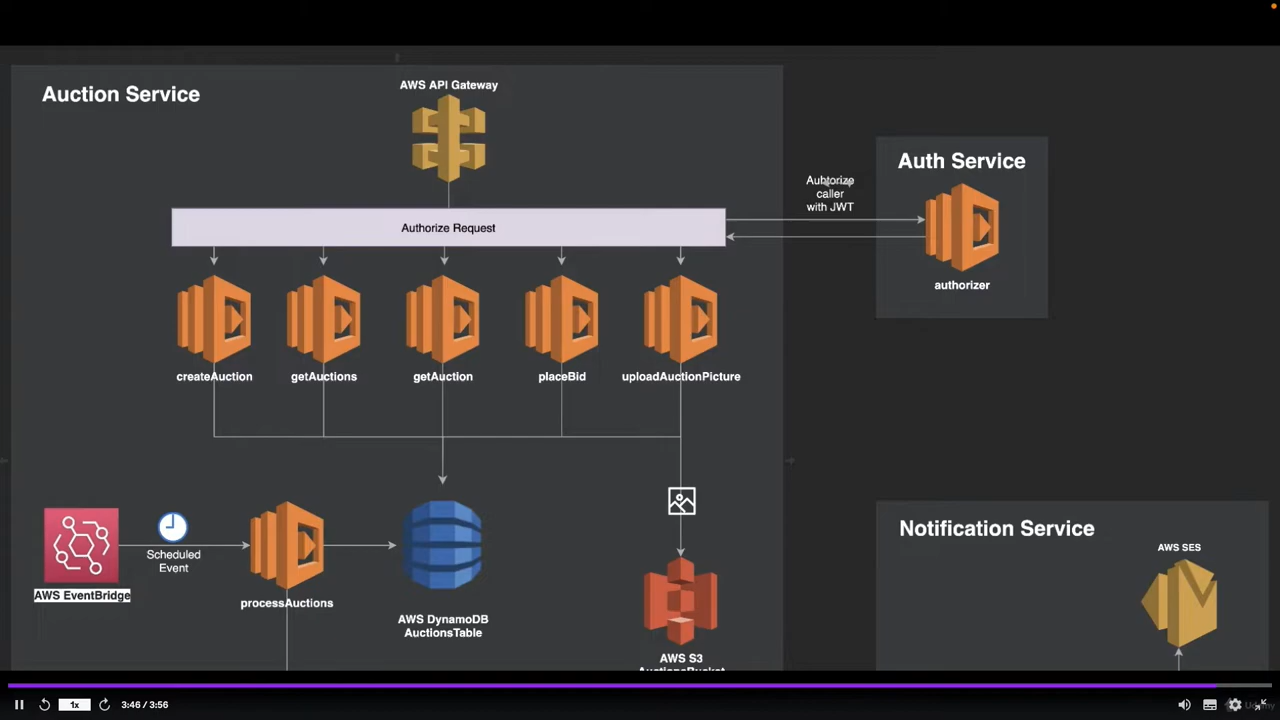 AWS API Gateway
Auction Service
Auth Service
Authorize
caller
with JWT
Authorize Request
authorizer
createAuction
getAuctions
getAuction
placeBid
uploadAuctionPicture
Notification Service
AWS SES
Scheduled
Event
AWS EventBridge
processAuctions
AWS DynamoDB
AuctionsTable
AWS S3
AuctionsBucket
1x
3:46 / 3:56
Udemy